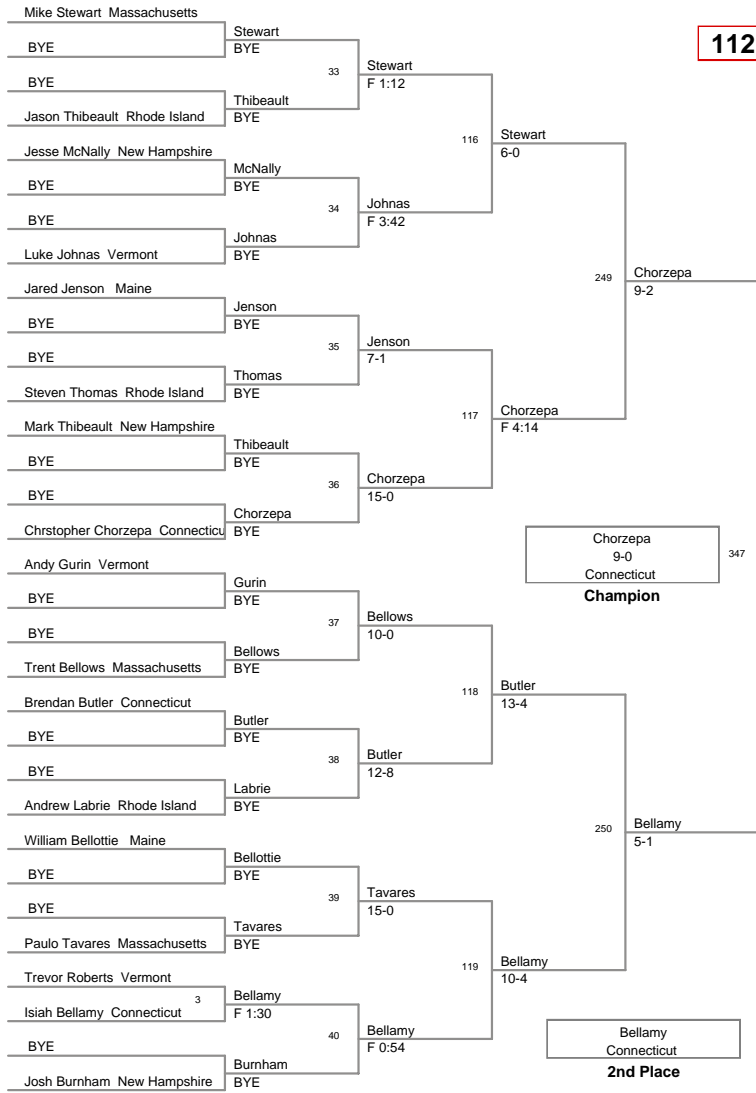 Mike Stewart  Massachusetts
BYE
BYE
Jason Thibeault  Rhode Island
Jesse McNally  New Hampshire
BYE
BYE
Luke Johnas  Vermont
Jared Jenson   Maine
BYE
BYE
Steven Thomas  Rhode Island
Mark Thibeault  New Hampshire
BYE
BYE
Chrstopher Chorzepa  Connecticu
Andy Gurin  Vermont
BYE
BYE
Trent Bellows  Massachusetts
Brendan Butler  Connecticut
BYE
BYE
Andrew Labrie  Rhode Island
William Bellottie   Maine
BYE
BYE
Paulo Tavares  Massachusetts
Trevor Roberts  Vermont
3
Isiah Bellamy  Connecticut
BYE
Josh Burnham  New Hampshire
Stewart
BYE
33
Thibeault
BYE
McNally
BYE
34
Johnas
BYE
Jenson
BYE
35
Thomas
BYE
Thibeault
BYE
36
Chorzepa
BYE
Gurin
BYE
37
Bellows
BYE
Butler
BYE
38
Labrie
BYE
Bellottie
BYE
39
Tavares
BYE
Bellamy
F 1:30
40
Burnham
BYE
Stewart
F 1:12
116
Johnas
F 3:42
Jenson
7-1
117
Chorzepa
15-0
Bellows
10-0
118
Butler
12-8
Tavares
15-0
119
Bellamy
F 0:54
Stewart
6-0
249
Chorzepa
F 4:14
Butler
13-4
250
Bellamy
10-4
112
Chorzepa
9-2
Chorzepa
9-0
Connecticut
347
Champion
Bellamy
5-1
Bellamy
Connecticut
2nd Place